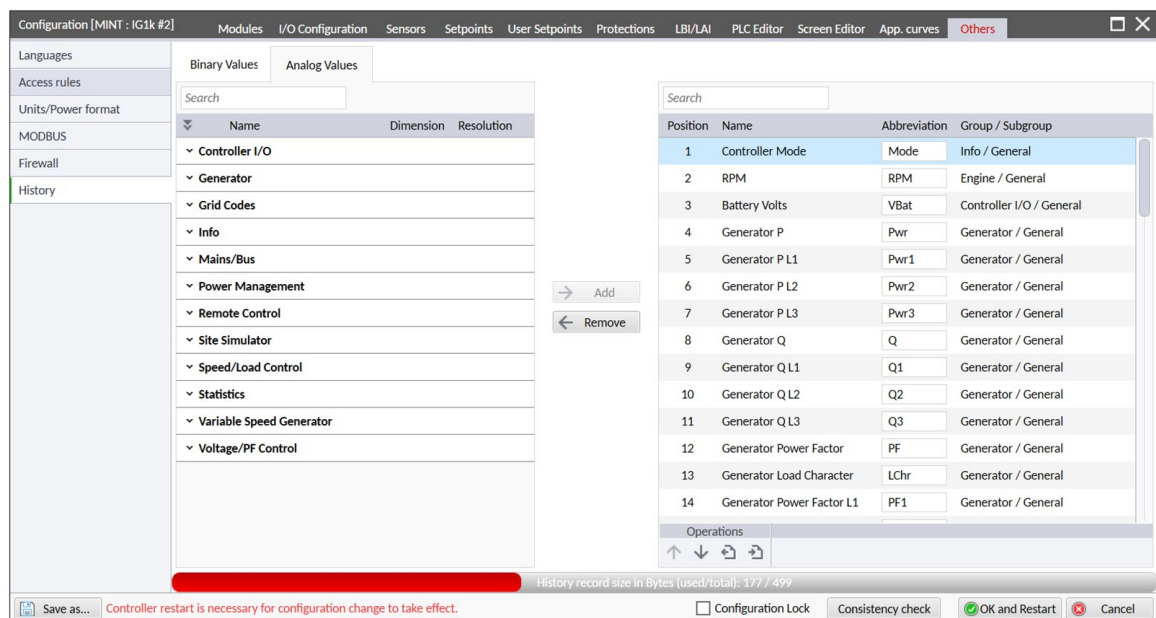 Configuration [MINT : IG1k #2] Modules I/O Configuration Sensors Setpoints User Setpoints Protections LBI/LAI PLC Editor Screen Editor App. curves Others
Languages
Access rules
Units/Power format
MODBUS
Firewall
History
Binary Values Analog Values
Search
Name Dimension Resolution
Controller I/O
Generator
Grid Codes
Info
Mains/Bus
Power Management
Remote Control
Site Simulator
Speed/Load Control
Statistics
Variable Speed Generator
Voltage/PF Control
Add
Remove
Search
Position Name Abbreviation Group / Subgroup
1 Controller Mode Mode Info / General
2 RPM RPM Engine / General
3 Battery Volts VBat Controller I/O / General
4 Generator P Pwr Generator / General
5 Generator P L1 Pwr1 Generator / General
6 Generator P L2 Pwr2 Generator / General
7 Generator P L3 Pwr3 Generator / General
8 Generator Q Q Generator / General
9 Generator Q L1 Q1 Generator / General
10 Generator Q L2 Q2 Generator / General
11 Generator Q L3 Q3 Generator / General
12 Generator Power Factor PF Generator / General
13 Generator Load Character LChr Generator / General
14 Generator Power Factor L1 PF1 Generator / General
Operations
History record size in Bytes (used/total): 177 / 499
Save as... Controller restart is necessary for configuration change to take effect. Configuration Lock Consistency check OK and Restart Cancel